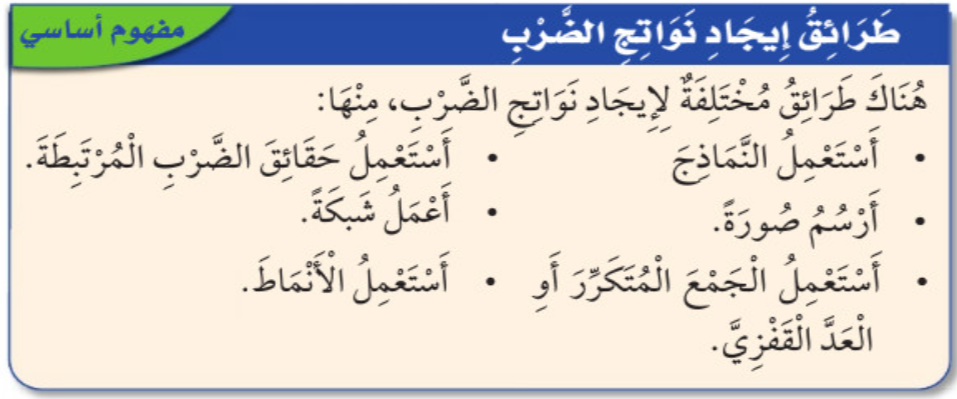 طَرَائِقُ إِيجَادِ نَوَاتِجِ الضَّرْبِ
مفهوم أساسي
هُنَاكَ طَرَائِقُ مُخْتَلِفَةٌ لِإِيجَادِ نَوَاتِجِ الضَّرْبِ، مِنْهَا:
• أَسْتَعْمِلُ النَّمَاذِجَ
• أَسْتَعْمِلُ حَقَائِقَ الضَّرْبِ الْمُرْتَبِطَةَ.
• أَرْسُمُ صُورَةً.
• أَعْمَلُ شَبكَةً.
• أَسْتَعْمِلُ الْجَمْعَ الْمُتَكَرِّرَ أَوِ
الْعَدَّ الْقَفْزِيَّ.
• أَسْتَعْمِلُ الْأَنْمَاطَ.